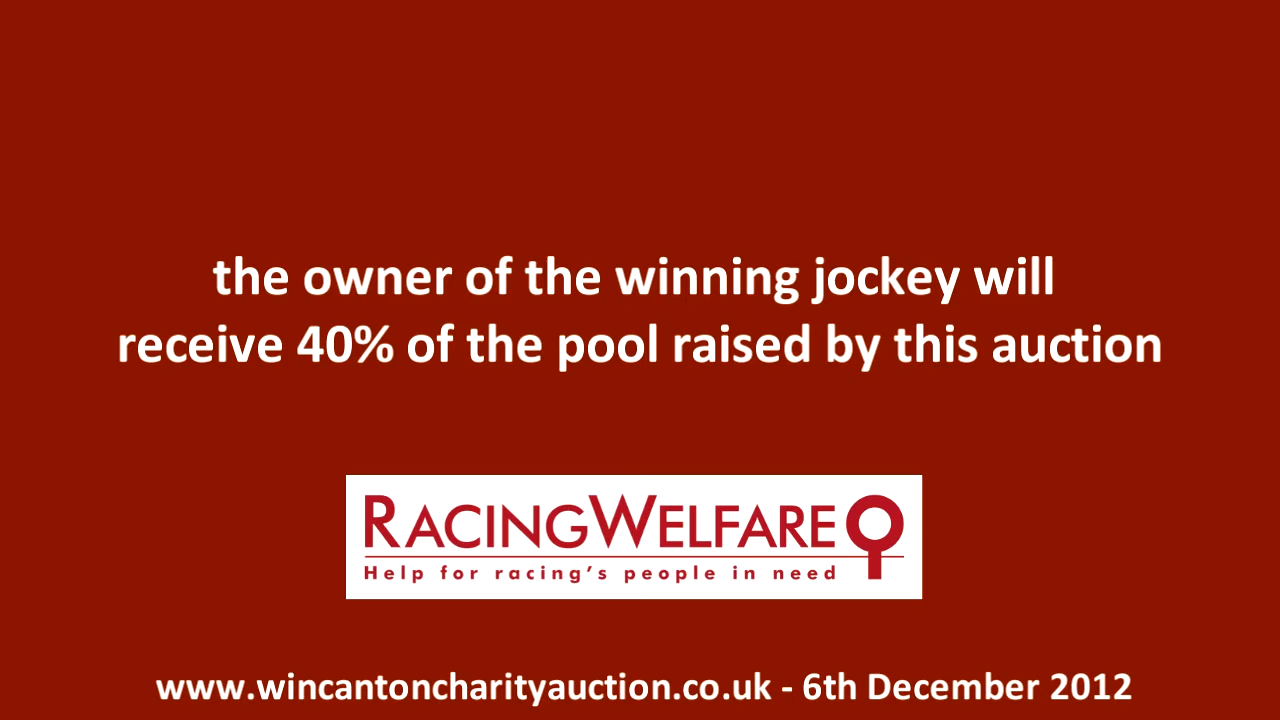 the owner of the winning jockey will
receive 40% of the pool raised by this auction
RACINGWELFARE
Help for racing's people in need
www.wincantoncharityauction.co.uk - 6th December 2012